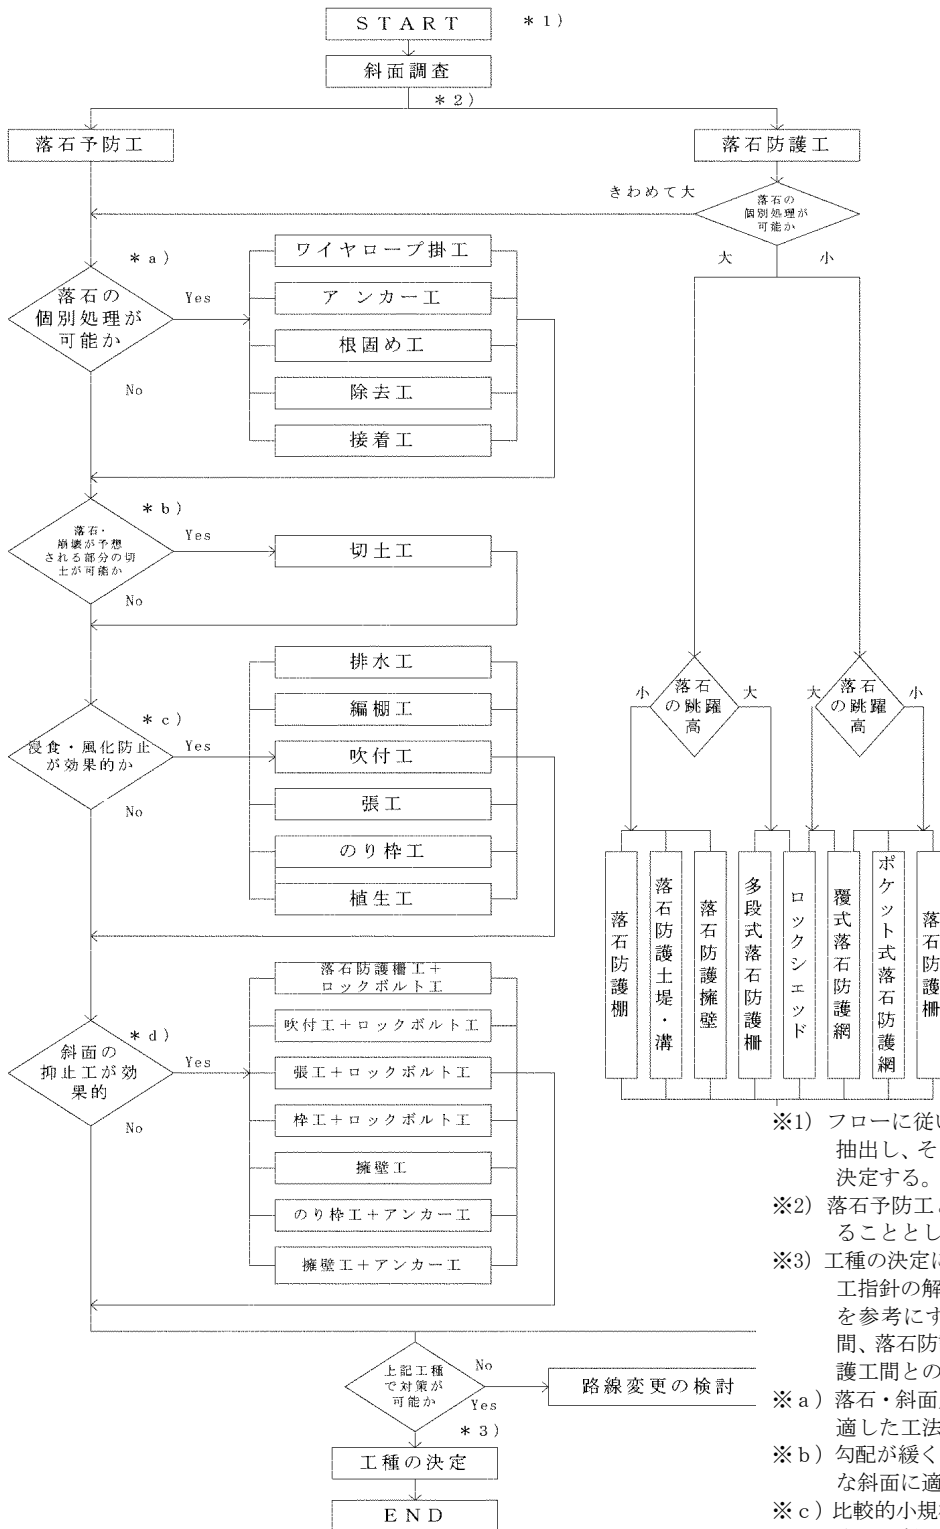 START
*1)
斜面調査
*2)
落石予防工
落石防護工
きわめて大
落石の
個別処理が
可能か
大
小
*a)
落石の
個別処理が
可能か
Yes
No
ワイヤロープ掛工
アンカー工
根固め工
除去工
接着工
*b)
落石・
崩壊が予想
される部分の切
土が可能か
Yes
No
切土工
*c)
浸食・風化防止
が効果的か
Yes
No
排水工
編棚工
吹付工
張工
のり枠工
植生工
小
落石
の跳躍
高
大
大
落石
の跳躍
高
小
落石防護棚
落石防護土堤・溝
落石防護擁壁
多段式落石防護柵
ロックシェッド
覆式落石防護網
ポケット式落石防護網
落石防護柵
*d)
斜面の
抑止工が効
果的
Yes
No
落石防護柵工+
ロックボルト工
吹付工+ロックボルト工
張工+ロックボルト工
枠工+ロックボルト工
擁壁工
のり枠工+アンカー工
擁壁工+アンカー工
上記工種
で対策が
可能か
No
Yes
路線変更の検討
*3)
工種の決定
END
※1) フローに従い
抽出し、そ
決定する。
※2) 落石予防工
ることとし
※3) 工種の決定に
工指針の解
を参考にす
間、落石防
護工間との
※a) 落石・斜面
適した工法
※b) 勾配が緩く
な斜面に適
※c) 比較的小規